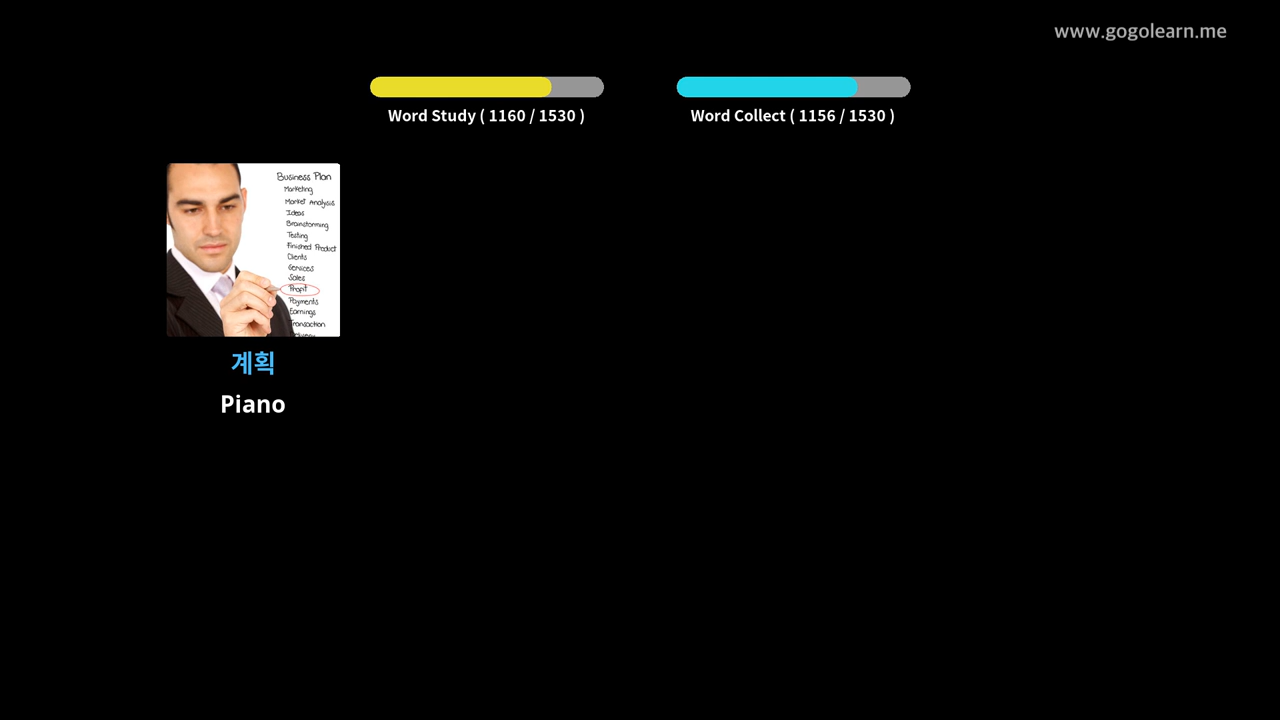 www.gogolearn.me
Word Study ( 1160 / 1530 )
Word Collect ( 1156 / 1530 )
Business Plan
Marketing
Market Analysis
Ideas
Brainstorming
Testing
Finished Product
Clients
Services
Sales
Profit
Payments
Earnings
Transaction
계획
Piano